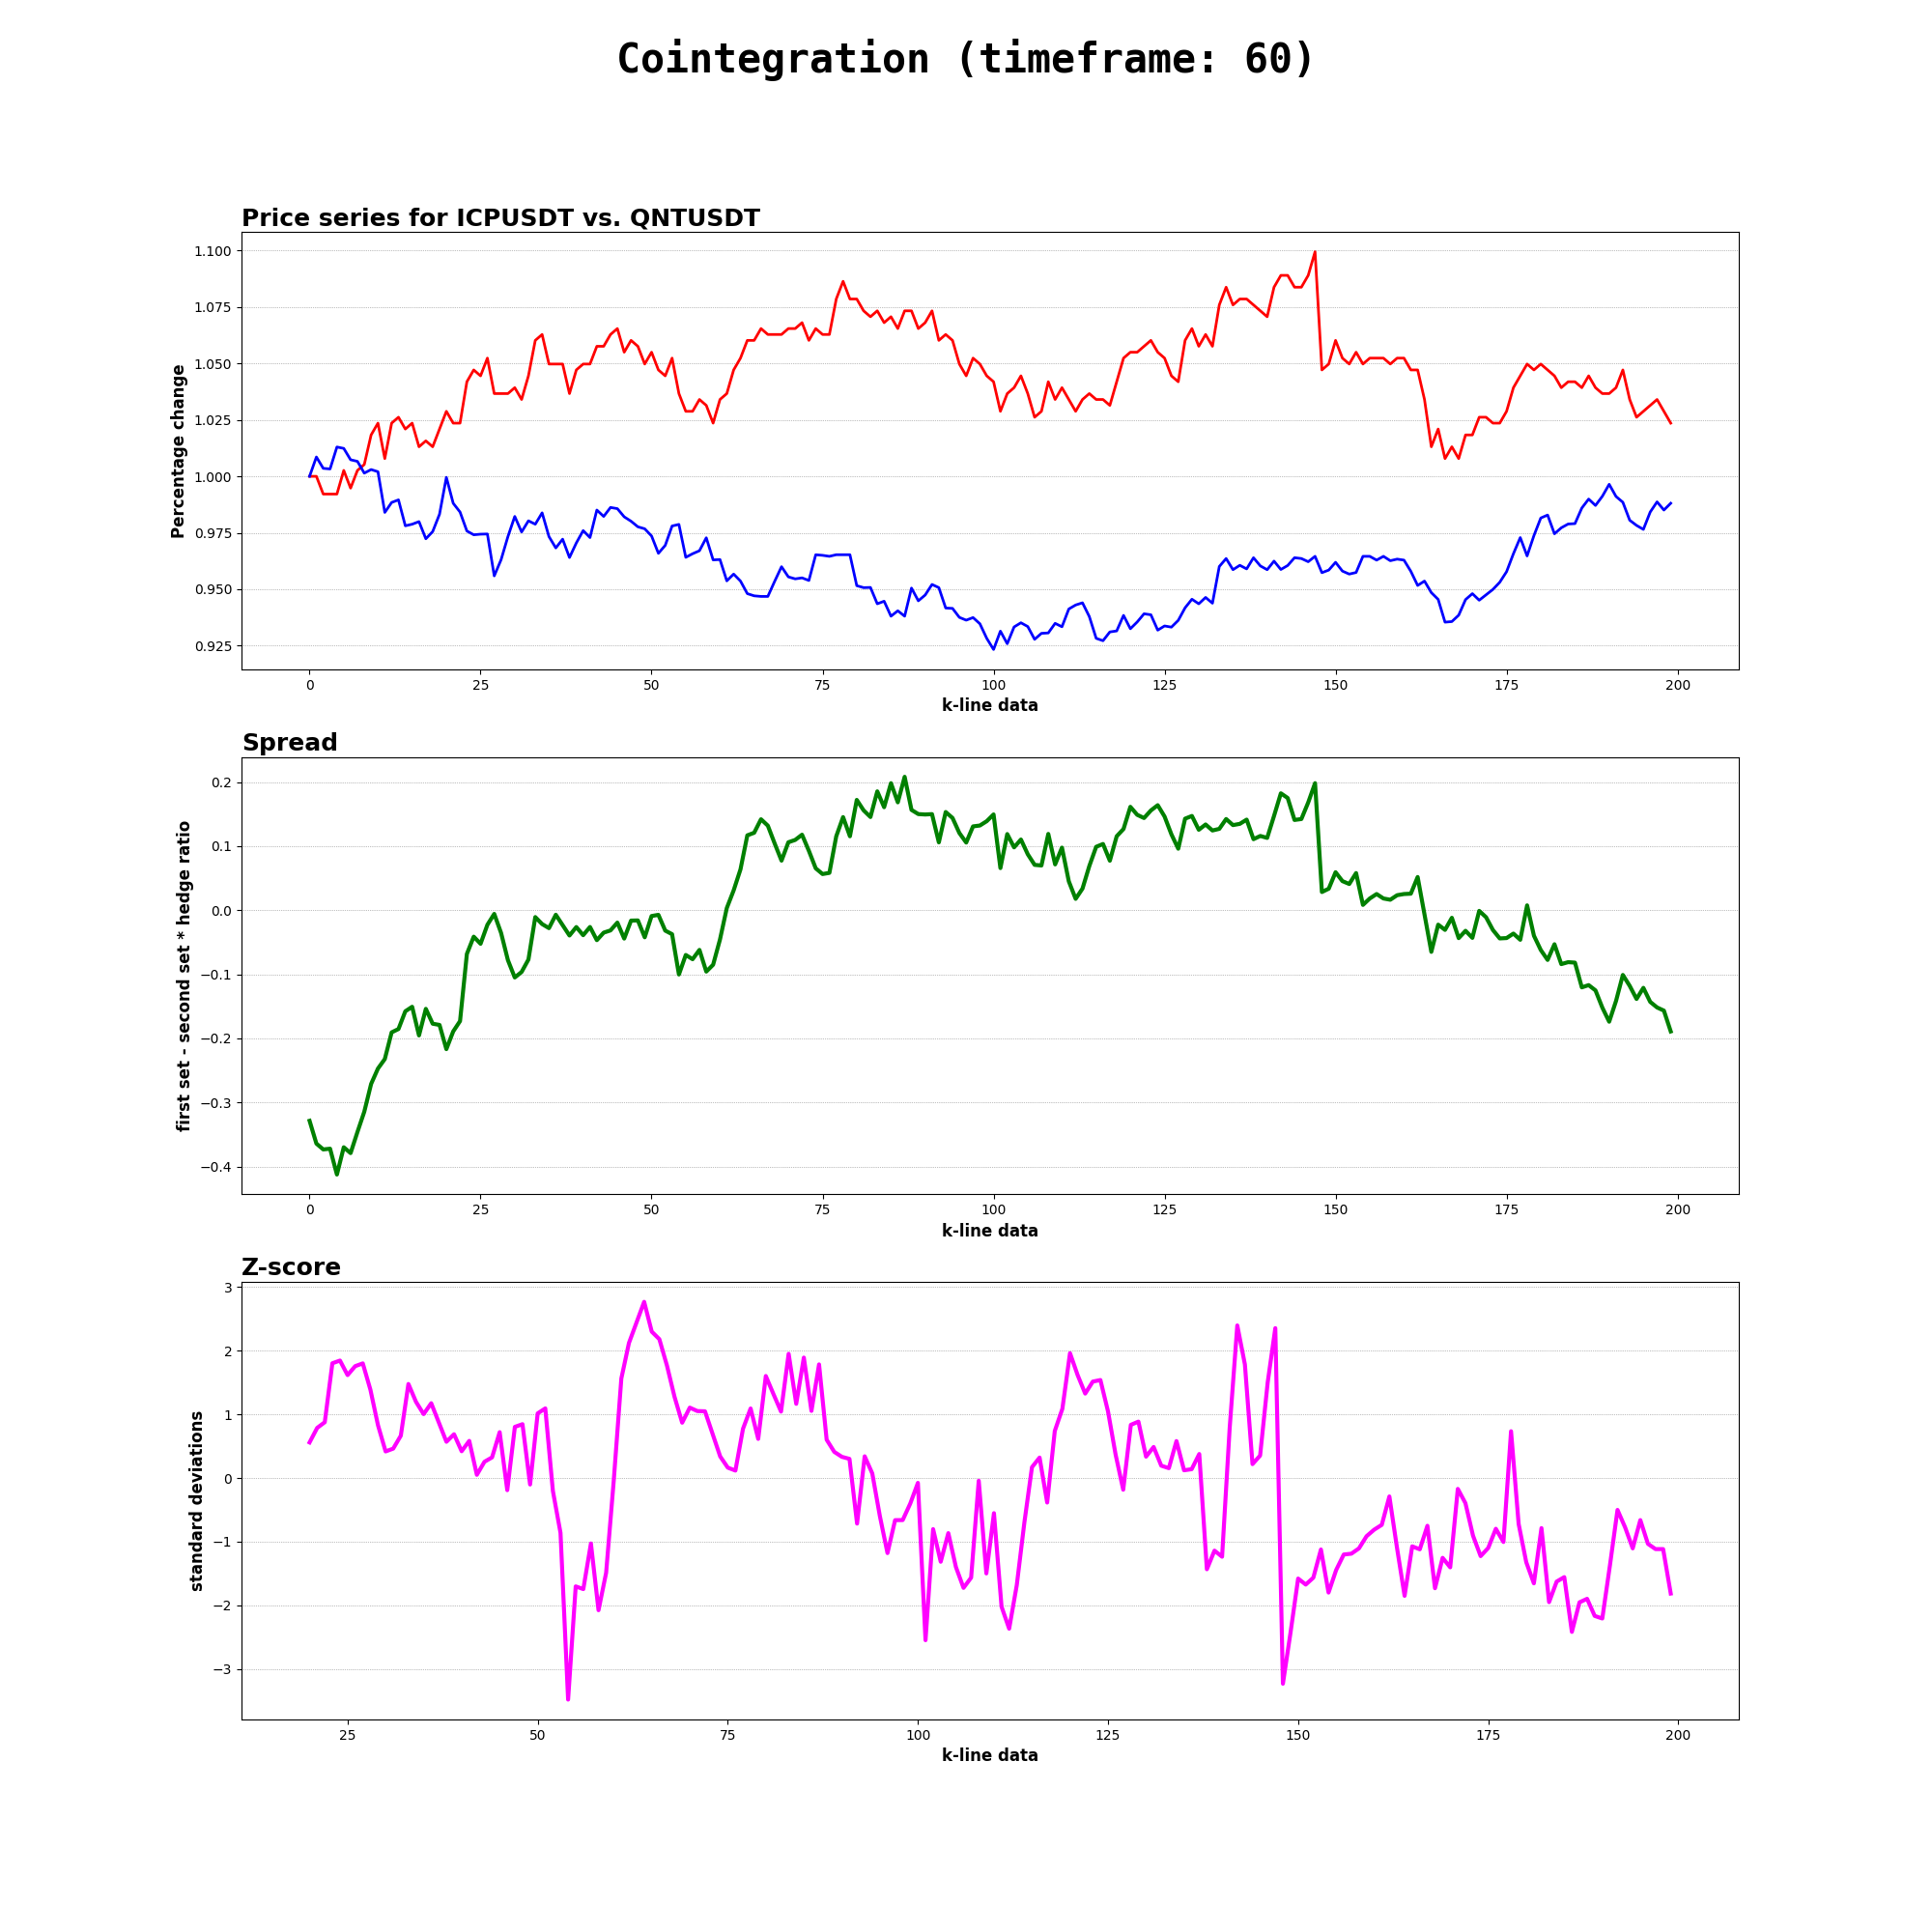 Cointegration (timeframe: 60)
Price series for ICPUSDT vs. QNTUSDT
Percentage change
1.100
1.075
1.050
1.025
1.000
0.975
0.950
0.925
0 25 50 75 100 125 150 175 200
k-line data
Spread
first set - second set * hedge ratio
0.2
0.1
0.0
−0.1
−0.2
−0.3
−0.4
0 25 50 75 100 125 150 175 200
k-line data
Z-score
standard deviations
3
2
1
0
−1
−2
−3
25 50 75 100 125 150 175 200
k-line data